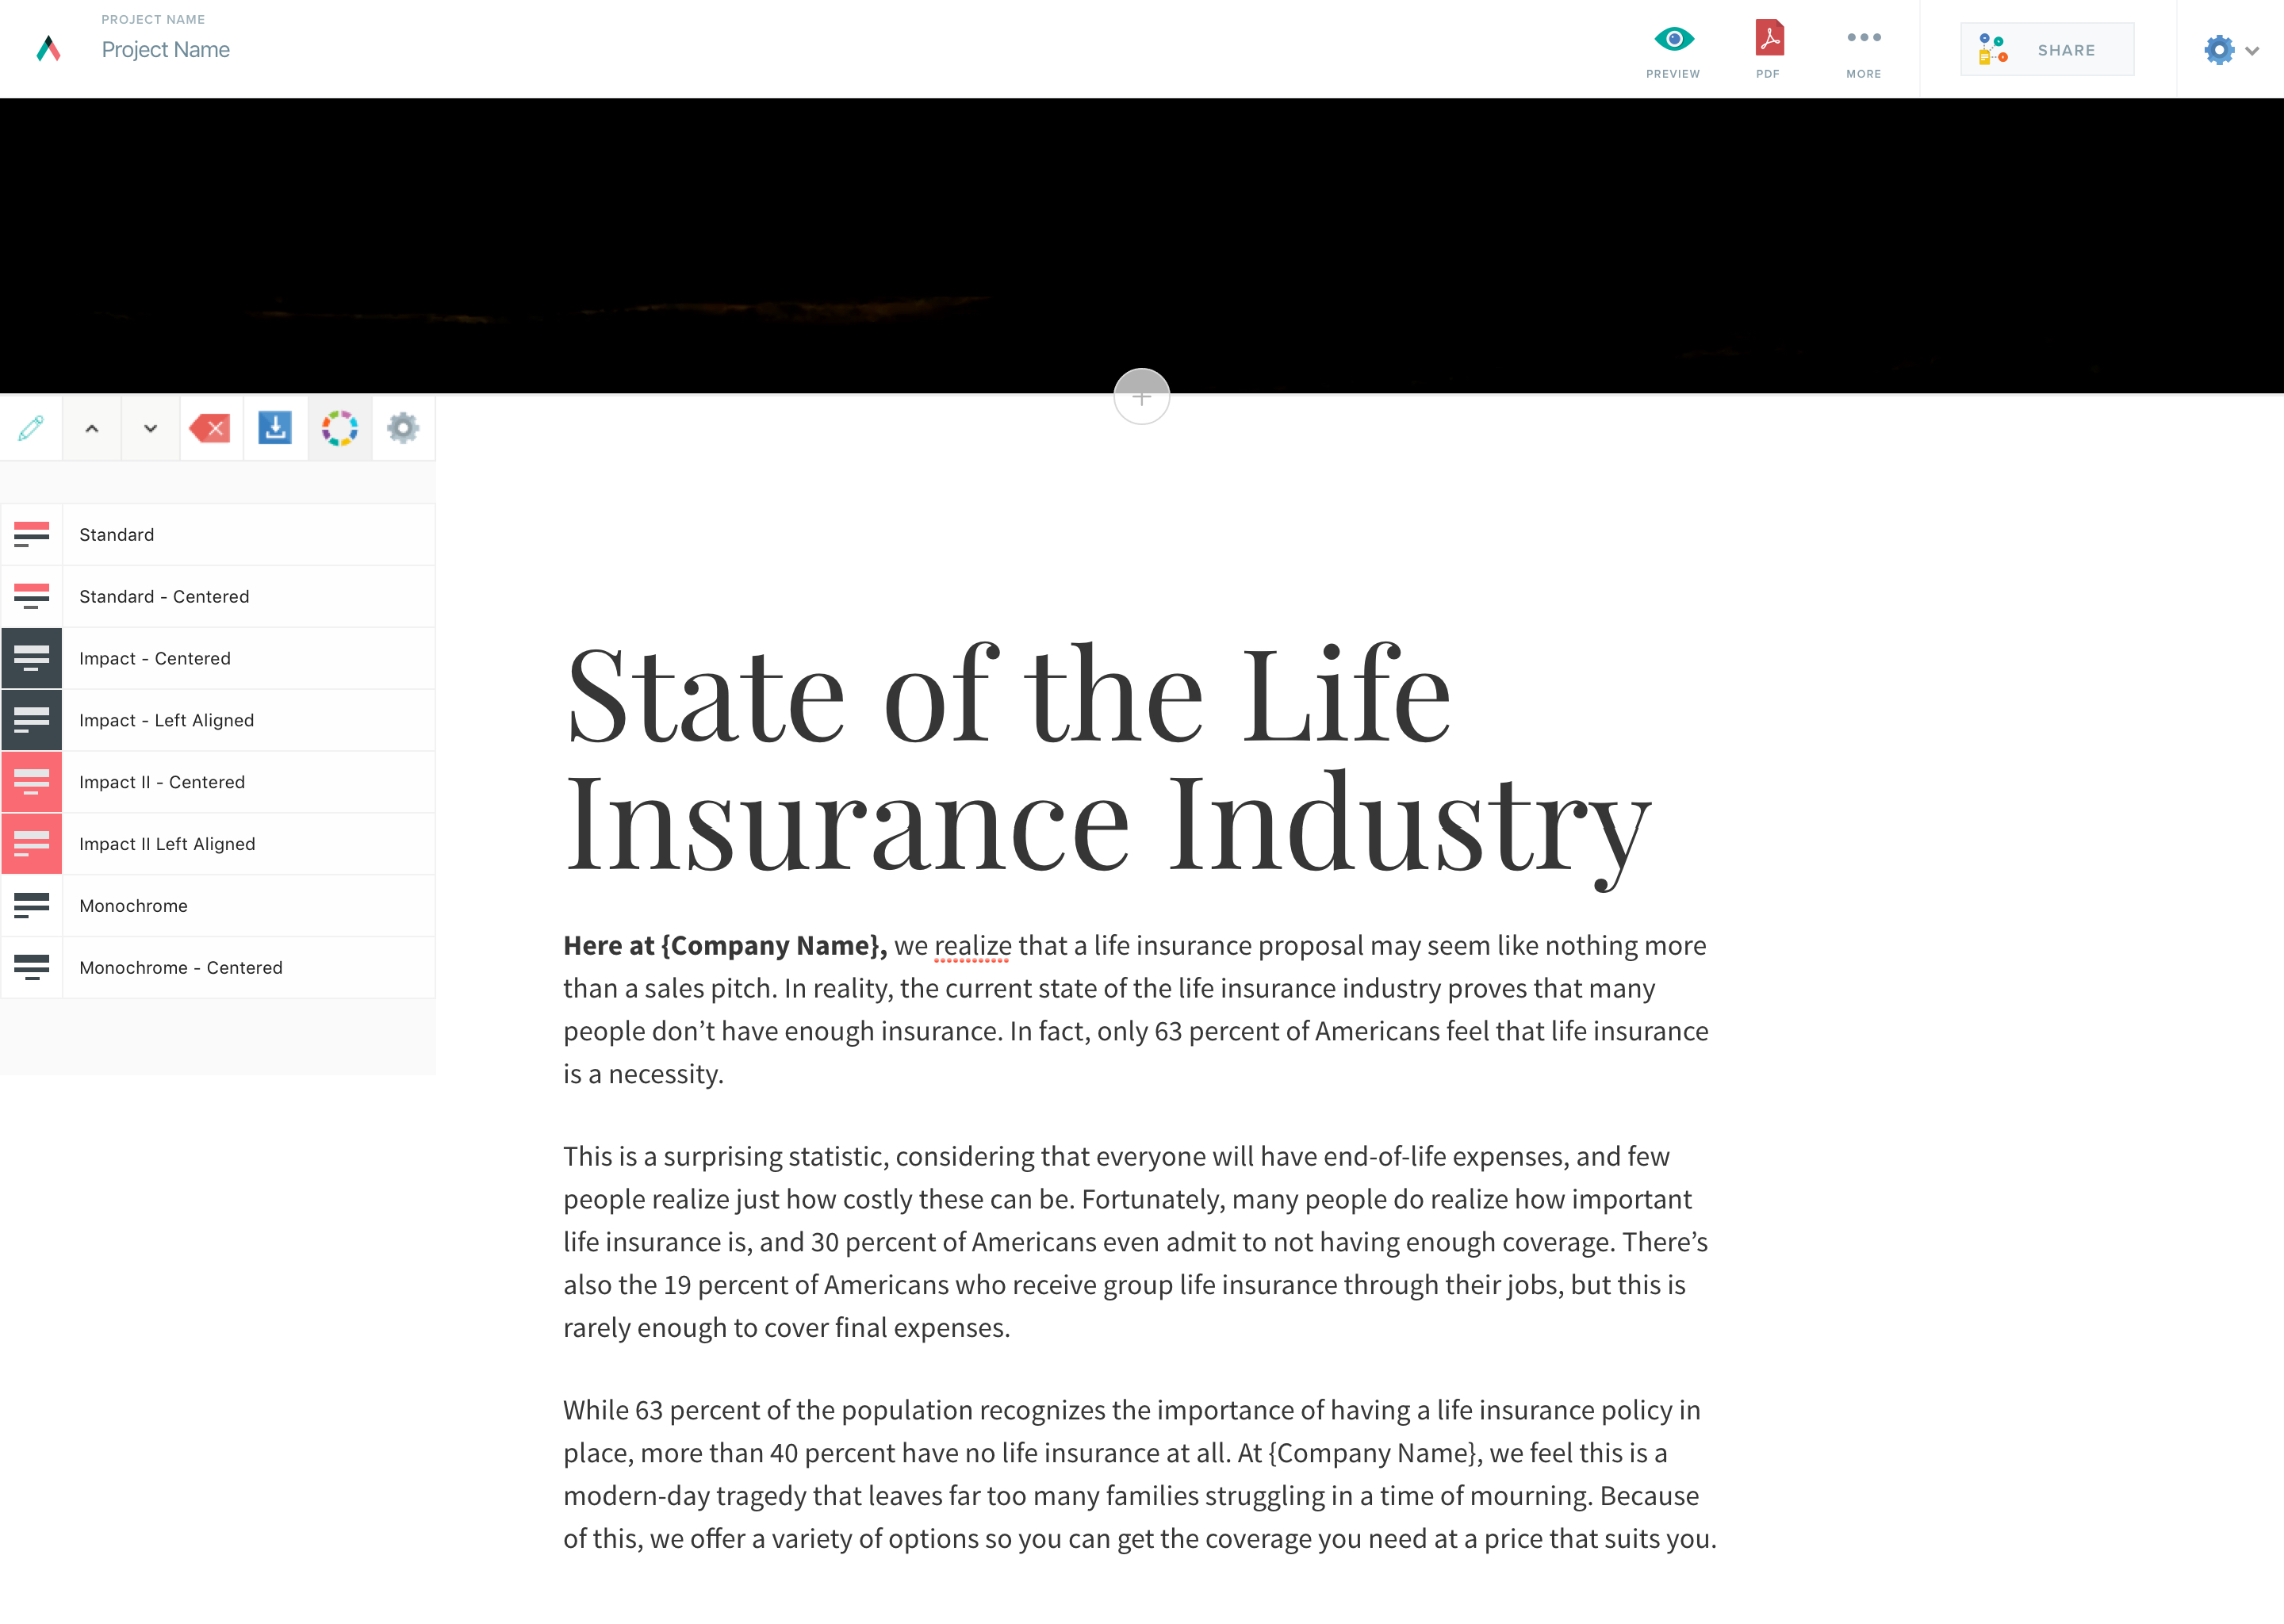 PROJECT NAME
Project Name
PREVIEW
PDF
MORE
SHARE
Standard
Standard - Centered
Impact - Centered
Impact - Left Aligned
Impact II - Centered
Impact II Left Aligned
Monochrome
Monochrome - Centered
State of the Life
Insurance Industry
Here at {Company Name}, we realize that a life insurance proposal may seem like nothing more
than a sales pitch. In reality, the current state of the life insurance industry proves that many
people don’t have enough insurance. In fact, only 63 percent of Americans feel that life insurance
is a necessity.
This is a surprising statistic, considering that everyone will have end-of-life expenses, and few
people realize just how costly these can be. Fortunately, many people do realize how important
life insurance is, and 30 percent of Americans even admit to not having enough coverage. There’s
also the 19 percent of Americans who receive group life insurance through their jobs, but this is
rarely enough to cover final expenses.
While 63 percent of the population recognizes the importance of having a life insurance policy in
place, more than 40 percent have no life insurance at all. At {Company Name}, we feel this is a
modern-day tragedy that leaves far too many families struggling in a time of mourning. Because
of this, we offer a variety of options so you can get the coverage you need at a price that suits you.